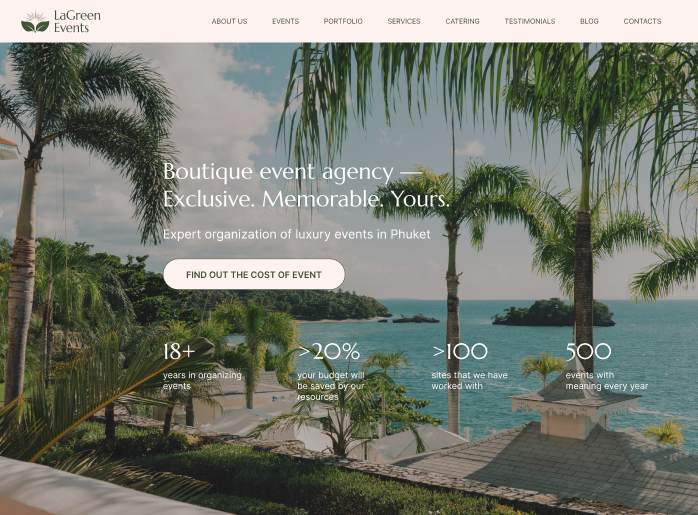 LaGreen
Events
ABOUT US
EVENTS
PORTFOLIO
SERVICES
CATERING
TESTIMONIALS
BLOG
CONTACTS
Boutique event agency —
Exclusive. Memorable. Yours.
Expert organization of luxury events in Phuket
FIND OUT THE COST OF EVENT
18+
years in organizing
events
>20%
your budget will
be saved by our
resources
>100
sites that we have
worked with
500
events with
meaning every year